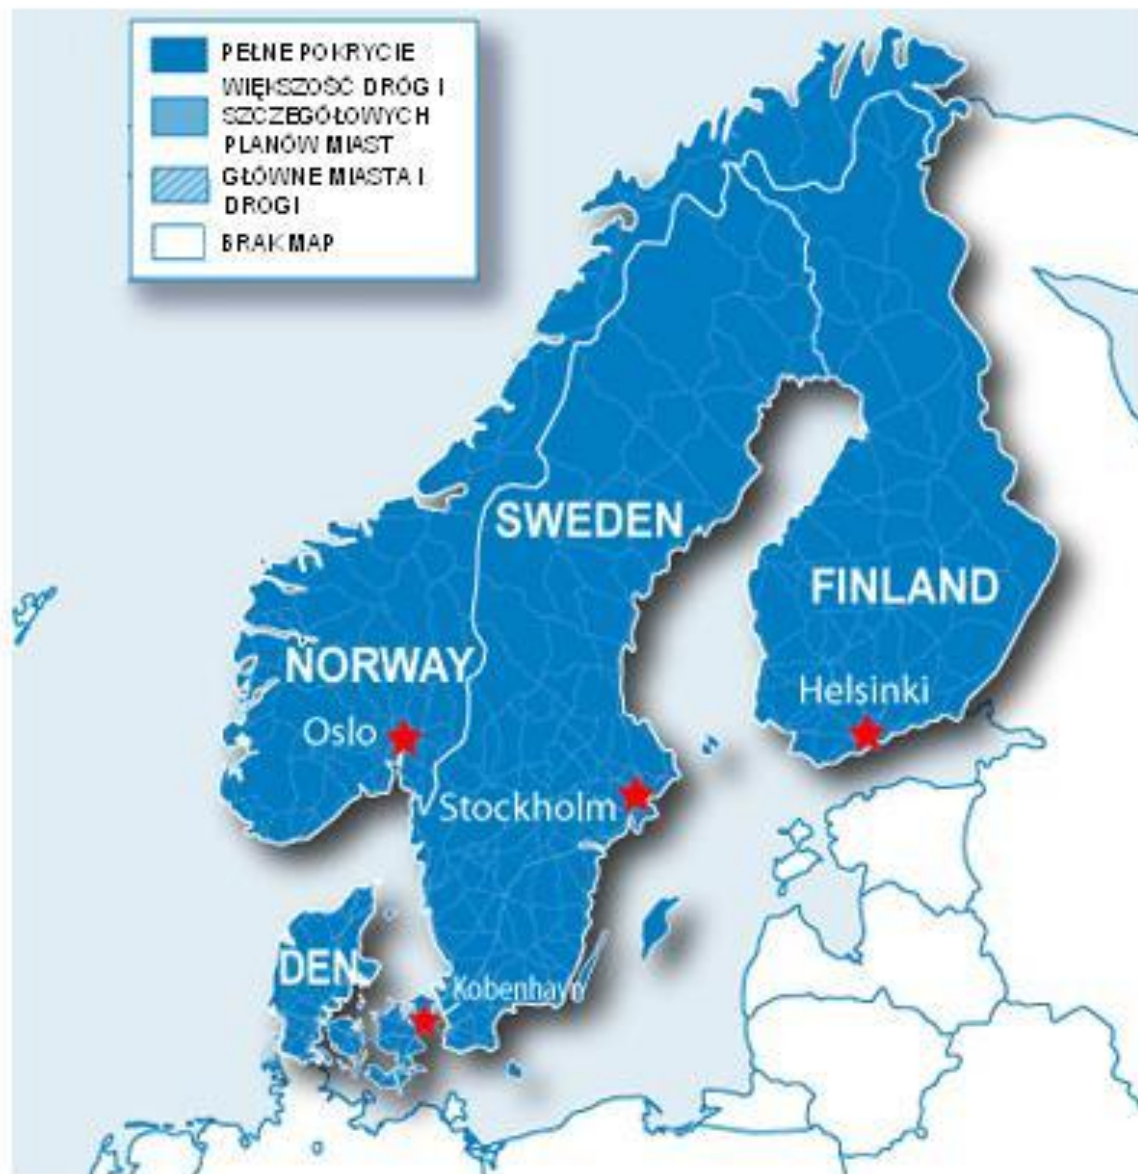 PEŁNE POKRYCIE
WIĘKSZOŚĆ DRÓG I
SZCZEGÓŁOWYCH
PLANÓW MIAST
GŁÓWNE MIASTA I
DROGI
BRAK MAP
SWEDEN
FINLAND
NORWAY
Helsinki
Oslo
Stockholm
DEN
Kobenhavn